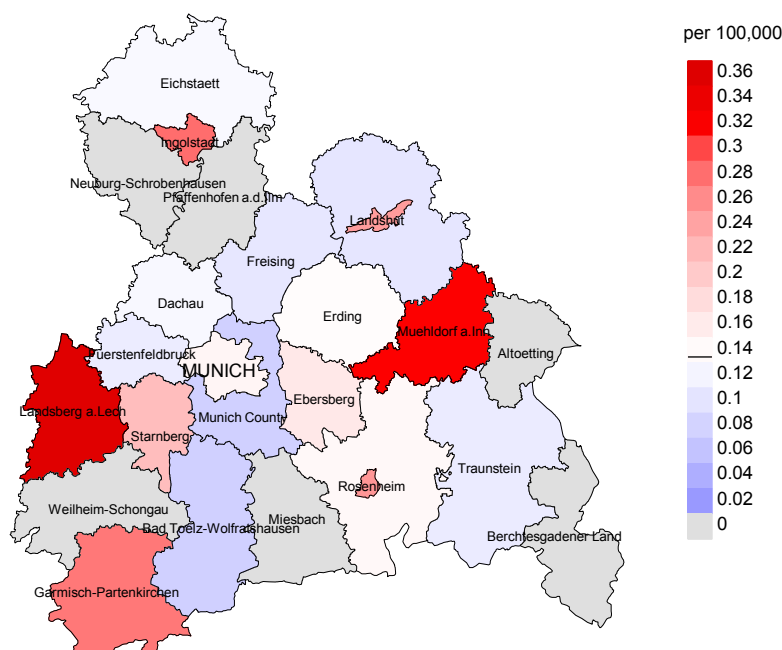 per 100,000
0.36
0.34
0.32
0.3
0.28
0.26
0.24
0.22
0.2
0.18
0.16
0.14
0.12
0.1
0.08
0.06
0.04
0.02
0
Eichstaett
Ingolstadt
Neuburg-Schrobenhausen
Pfaffenhofen a.d.Ilm
Landshut
Freising
Dachau
Erding
Muehldorf a.Inn
Fuerstenfeldbruck
Altoetting
MUNICH
Ebersberg
Landsberg a.Lech
Munich County
Starnberg
Traunstein
Rosenheim
Weilheim-Schongau
Miesbach
Bad Toelz-Wolfratshausen
Berchtesgadener Land
Garmisch-Partenkirchen